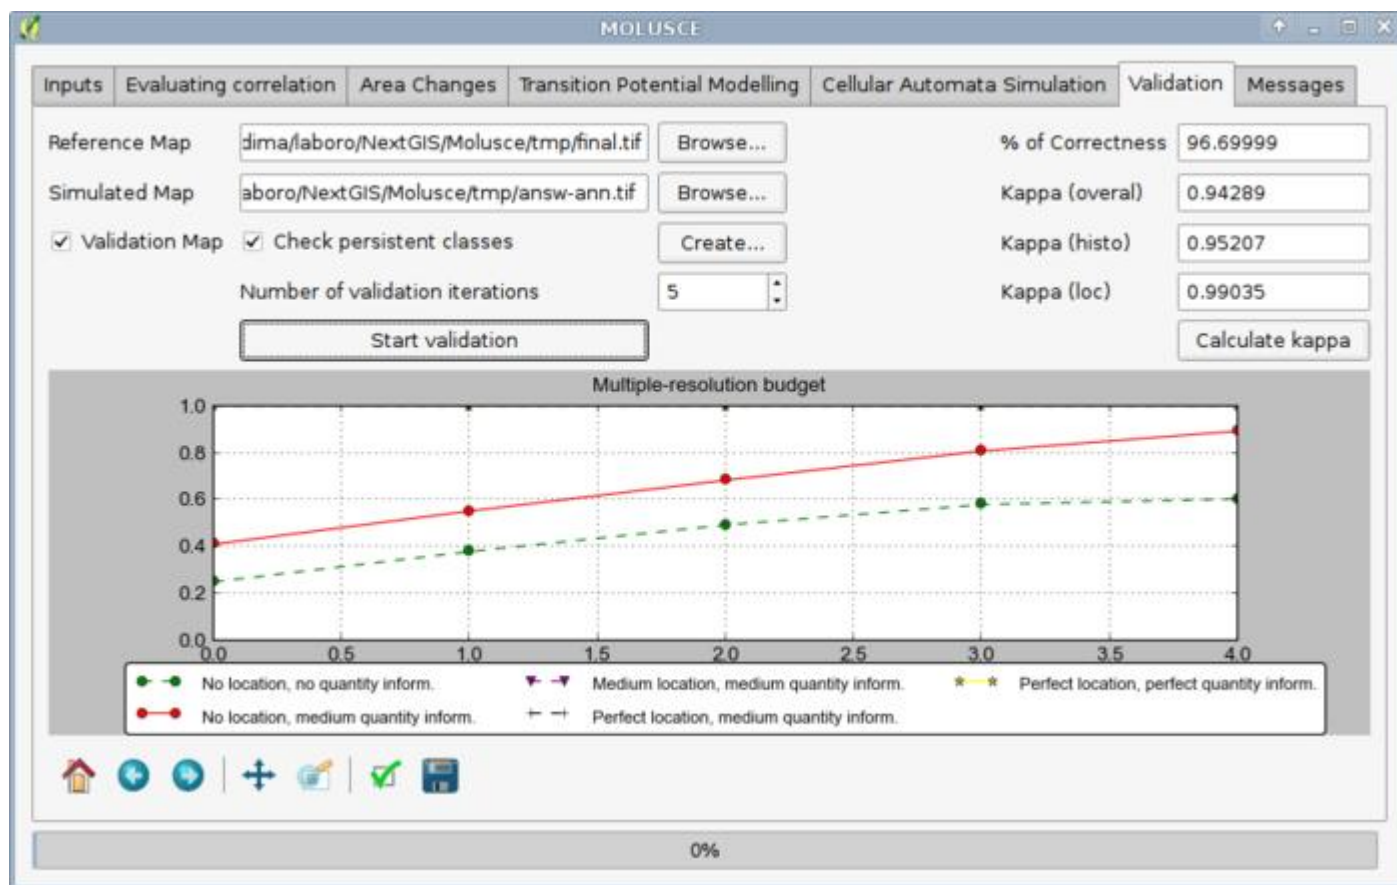 MOLUSCE
Inputs Evaluating correlation Area Changes Transition Potential Modelling Cellular Automata Simulation Validation Messages
Reference Map dima/laboro/NextGIS/Molusce/tmp/final.tif Browse... % of Correctness 96.69999
Simulated Map aboro/NextGIS/Molusce/tmp/answ-ann.tif Browse... Kappa (overal) 0.94289
Validation Map Check persistent classes Create... Kappa (histo) 0.95207
Number of validation iterations 5 Kappa (loc) 0.99035
Start validation Calculate kappa
Multiple-resolution budget
1.0
0.8
0.6
0.4
0.2
0.0
0.0 0.5 1.0 1.5 2.0 2.5 3.0 3.5 4.0
No location, no quantity inform. Medium location, medium quantity inform. Perfect location, perfect quantity inform.
No location, medium quantity inform. Perfect location, medium quantity inform.
0%